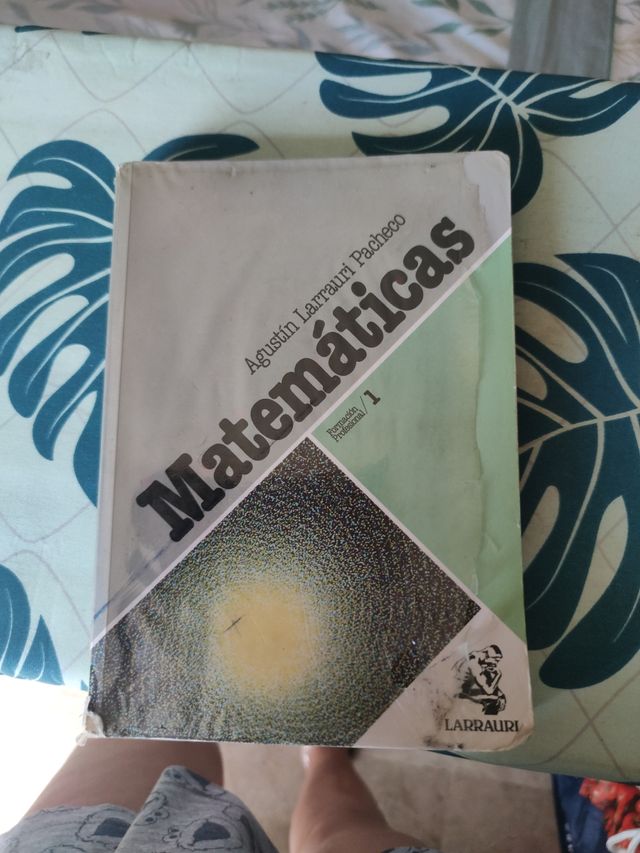 Agustín Larrauri Pacheco
Matemáticas
Formación
Profesional/1
LARRAURI